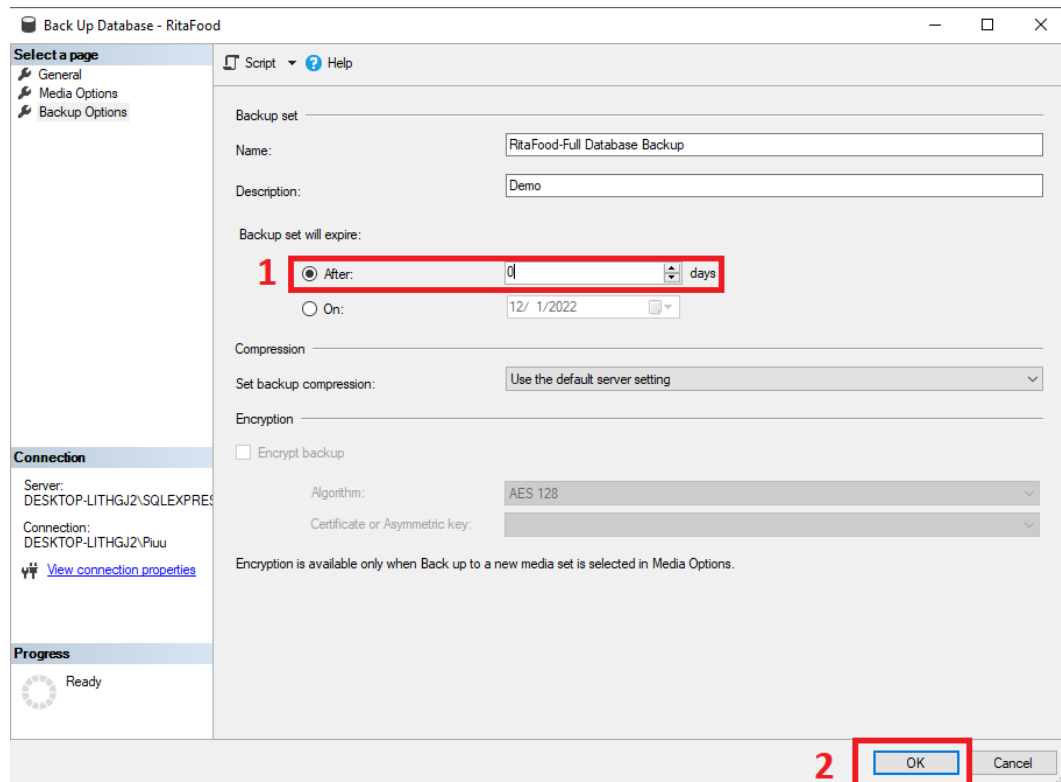 Back Up Database - RitaFood
Select a page
General
Media Options
Backup Options
Script
Help
Backup set
Name:
RitaFood-Full Database Backup
Description:
Demo
Backup set will expire:
1
After:
0
days
On:
12/ 1/2022
Compression
Set backup compression:
Use the default server setting
Encryption
Encrypt backup
Algorithm:
AES 128
Certificate or Asymmetric key:
Encryption is available only when Back up to a new media set is selected in Media Options.
Connection
Server:
DESKTOP-LITHGJ2\SQLEXPRES
Connection:
DESKTOP-LITHGJ2\Piuu
View connection properties
Progress
Ready
2
OK
Cancel